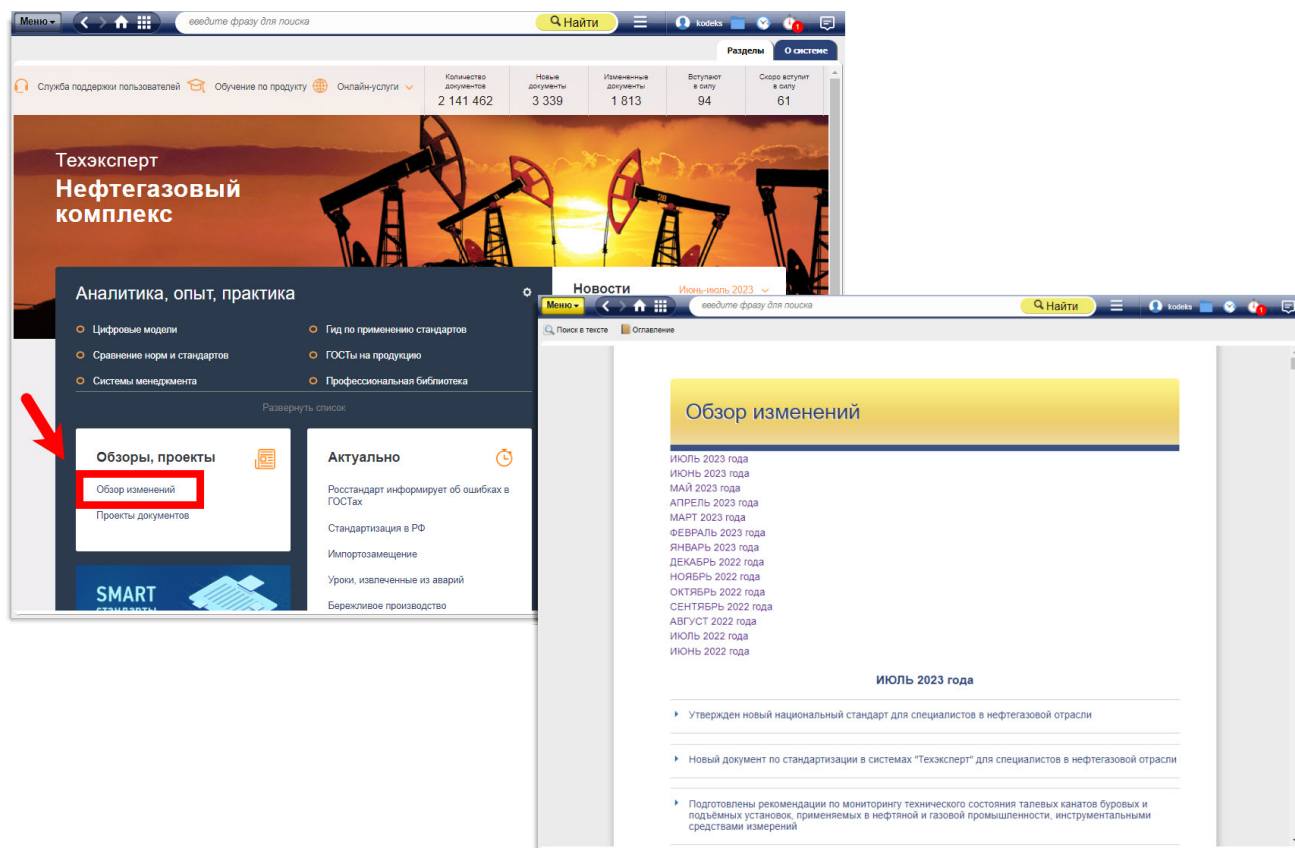 Меню
введите фразу для поиска
Найти
kodeks
1
Разделы
О системе
Служба поддержки пользователей
Обучение по продукту
Онлайн-услуги
Количество документов
2 141 462
Новые документы
3 339
Измененные документы
1 813
Вступают в силу
94
Скоро вступит в силу
61
Техэксперт
Нефтегазовый
комплекс
Аналитика, опыт, практика
Новости
Июнь-июль 2023
Цифровые модели
Гид по применению стандартов
Сравнение норм и стандартов
ГОСТы на продукцию
Системы менеджмента
Профессиональная библиотека
Развернуть список
Обзоры, проекты
Обзор изменений
Проекты документов
Актуально
Росстандарт информирует об ошибках в
ГОСТах
Стандартизация в РФ
Импортозамещение
Уроки, извлеченные из аварий
Бережливое производство
SMART
стандарты
Меню
введите фразу для поиска
Найти
kodeks
Поиск в тексте
Оглавление
Обзор изменений
ИЮЛЬ 2023 года
ИЮНЬ 2023 года
МАЙ 2023 года
АПРЕЛЬ 2023 года
МАРТ 2023 года
ФЕВРАЛЬ 2023 года
ЯНВАРЬ 2023 года
ДЕКАБРЬ 2022 года
НОЯБРЬ 2022 года
ОКТЯБРЬ 2022 года
СЕНТЯБРЬ 2022 года
АВГУСТ 2022 года
ИЮЛЬ 2022 года
ИЮНЬ 2022 года
ИЮЛЬ 2023 года
Утвержден новый национальный стандарт для специалистов в нефтегазовой отрасли
Новый документ по стандартизации в системах "Техэксперт" для специалистов в нефтегазовой отрасли
Подготовлены рекомендации по мониторингу технического состояния талевых канатов буровых и
подъёмных установок, применяемых в нефтяной и газовой промышленности, инструментальными
средствами измерений